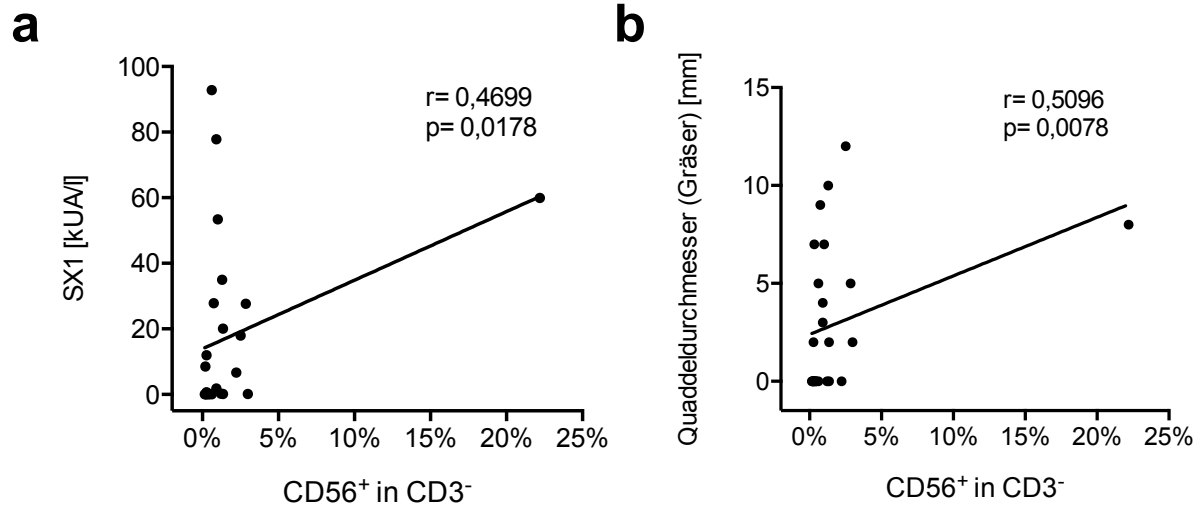 a
SX1 [kUA/l]
100
80
60
40
20
0
r= 0,4699
p= 0,0178
0% 5% 10% 15% 20% 25%
CD56⁺ in CD3⁻
b
Quaddeldurchmesser (Gräser) [mm]
15
10
5
0
r= 0,5096
p= 0,0078
0% 5% 10% 15% 20% 25%
CD56⁺ in CD3⁻